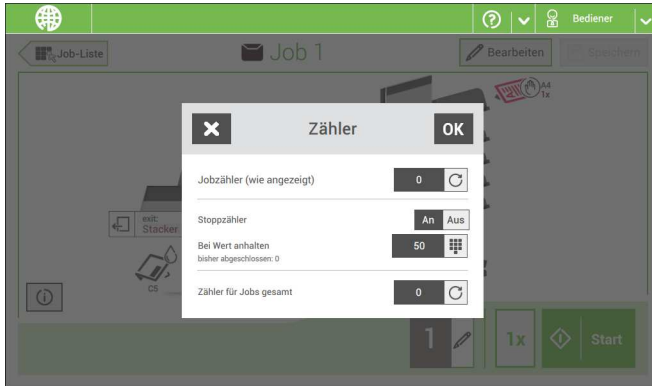 Bediener
Job-Liste
Job 1
Bearbeiten
Speichern
A4
1x
Zähler
OK
Jobzähler (wie angezeigt)
0
Stoppzähler
An Aus
Bei Wert anhalten
50
bisher abgeschlossen: 0
Zähler für Jobs gesamt
0
exit:
Stacker
CS
1
1x
Start